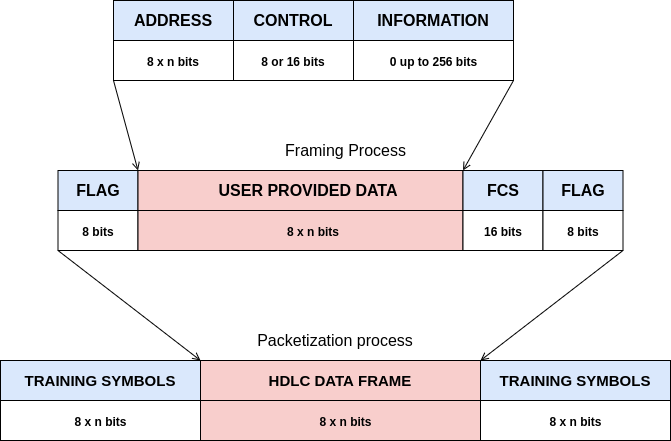 ADDRESS CONTROL INFORMATION
8 x n bits 8 or 16 bits 0 up to 256 bits
Framing Process
FLAG USER PROVIDED DATA FCS FLAG
8 bits 8 x n bits 16 bits 8 bits
Packetization process
TRAINING SYMBOLS HDLC DATA FRAME TRAINING SYMBOLS
8 x n bits 8 x n bits 8 x n bits